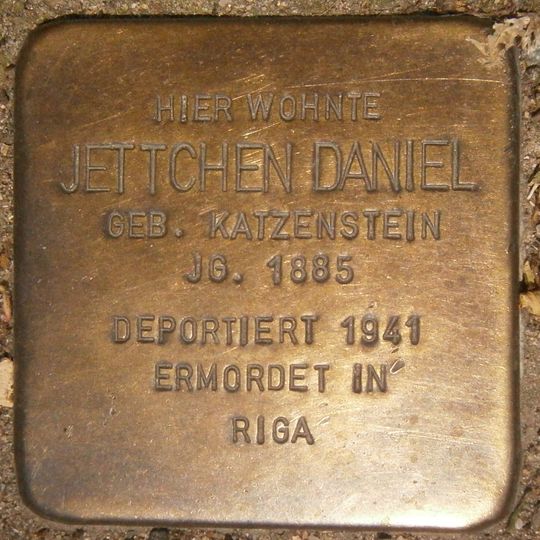 HIER WOHNTE
JETTCHEN DANIEL
GEB. KATZENSTEIN
JG. 1885
DEPORTIERT 1941
ERMORDET IN
RIGA